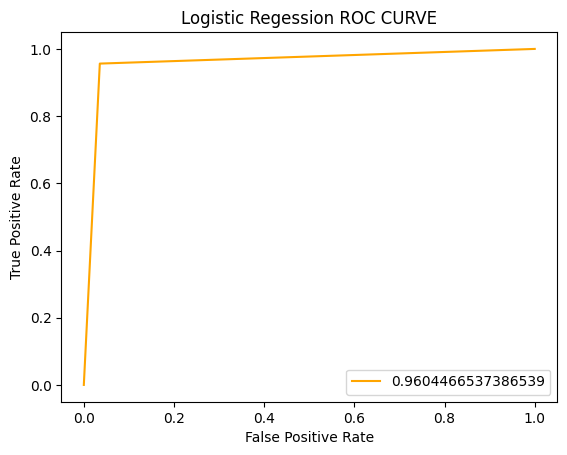 Logistic Regession ROC CURVE
True Positive Rate
1.0
0.8
0.6
0.4
0.2
0.0
0.9604466537386539
0.0 0.2 0.4 0.6 0.8 1.0
False Positive Rate